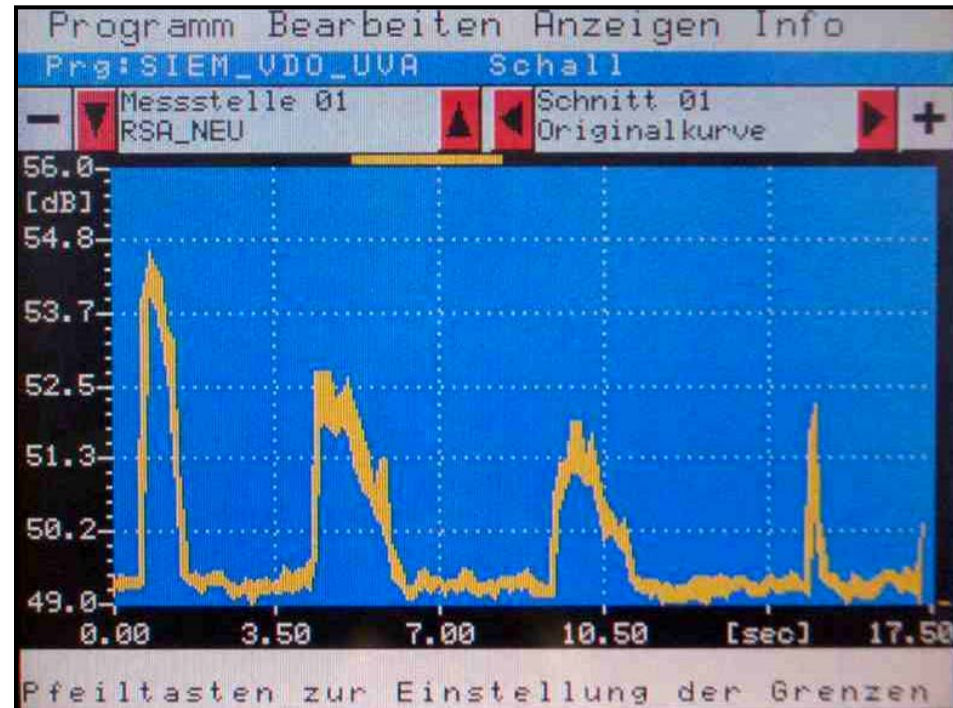 Programm Bearbeiten Anzeigen Info
Prg:SIEM_VDO_UVA Schall
- Messstelle 01 Schnitt 01 +
RSA_NEU Originalkurve
56.0
[dB]
54.8
53.7
52.5
51.3
50.2
49.0
0.00 3.50 7.00 10.50 [sec] 17.50
Pfeiltasten zur Einstellung der Grenzen